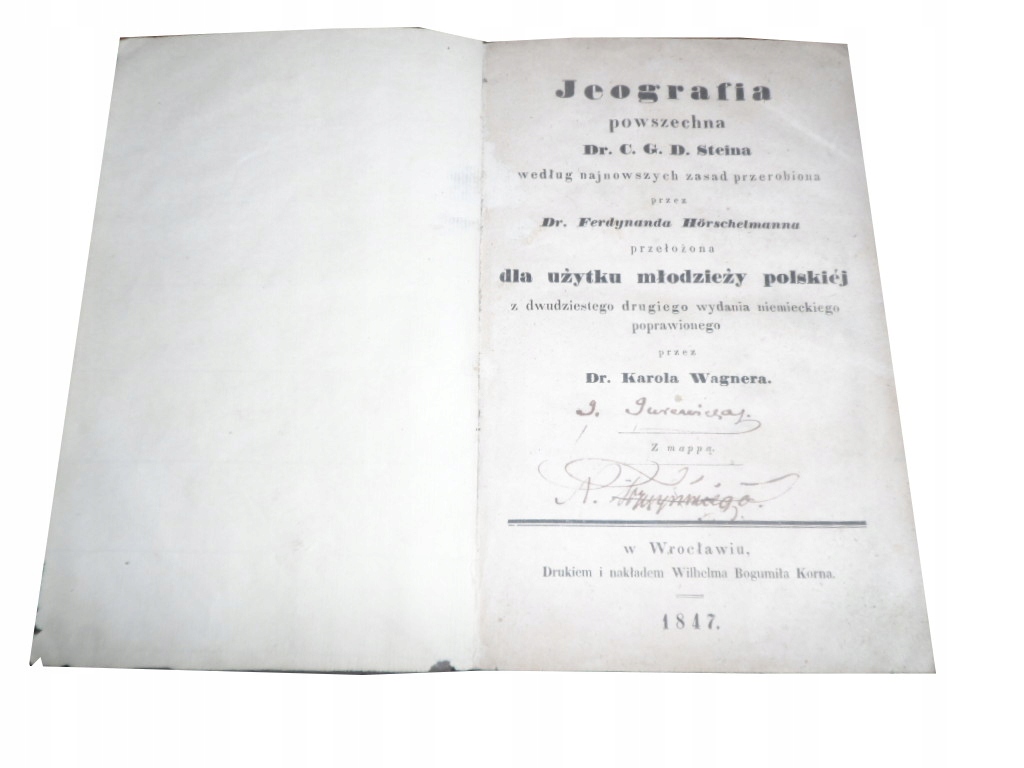 Jeografia
powszechna
Dr. C. G. D. Steina
według najnowszych zasad przerobiona
przez
Dr. Ferdynanda Hörschelmanna
przełożona
dla użytku młodzieży polskiéj
z dwudziestego drugiego wydania niemieckiego
poprawionego
przez
Dr. Karola Wagnera.
Z mappą.
w Wrocławiu,
Drukiem i nakładem Wilhelma Bogumiła Korna.
1847.